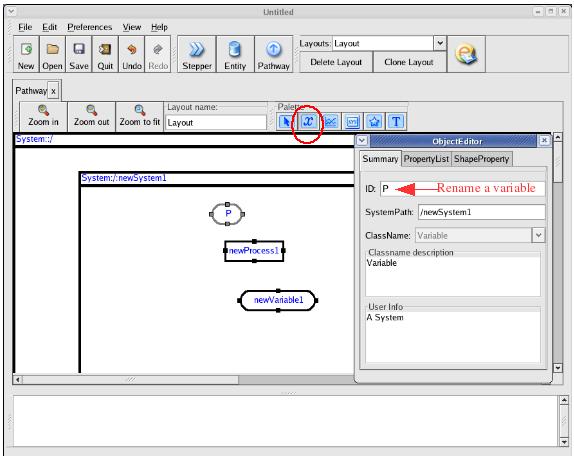 Untitled
File Edit Preferences View Help
New Open Save Quit Undo Redo Stepper Entity Pathway
Layouts: Layout
Delete Layout Clone Layout
Pathway x
Zoom in Zoom out Zoom to fit
Layout name:
Layout
Palette
x T
System::/
System:/:newSystem1
P
newProcess1
newVariable1
ObjectEditor
Summary PropertyList ShapeProperty
ID: P Rename a variable
SystemPath: /newSystem1
ClassName: Variable
Classname description
Variable
User Info
A System